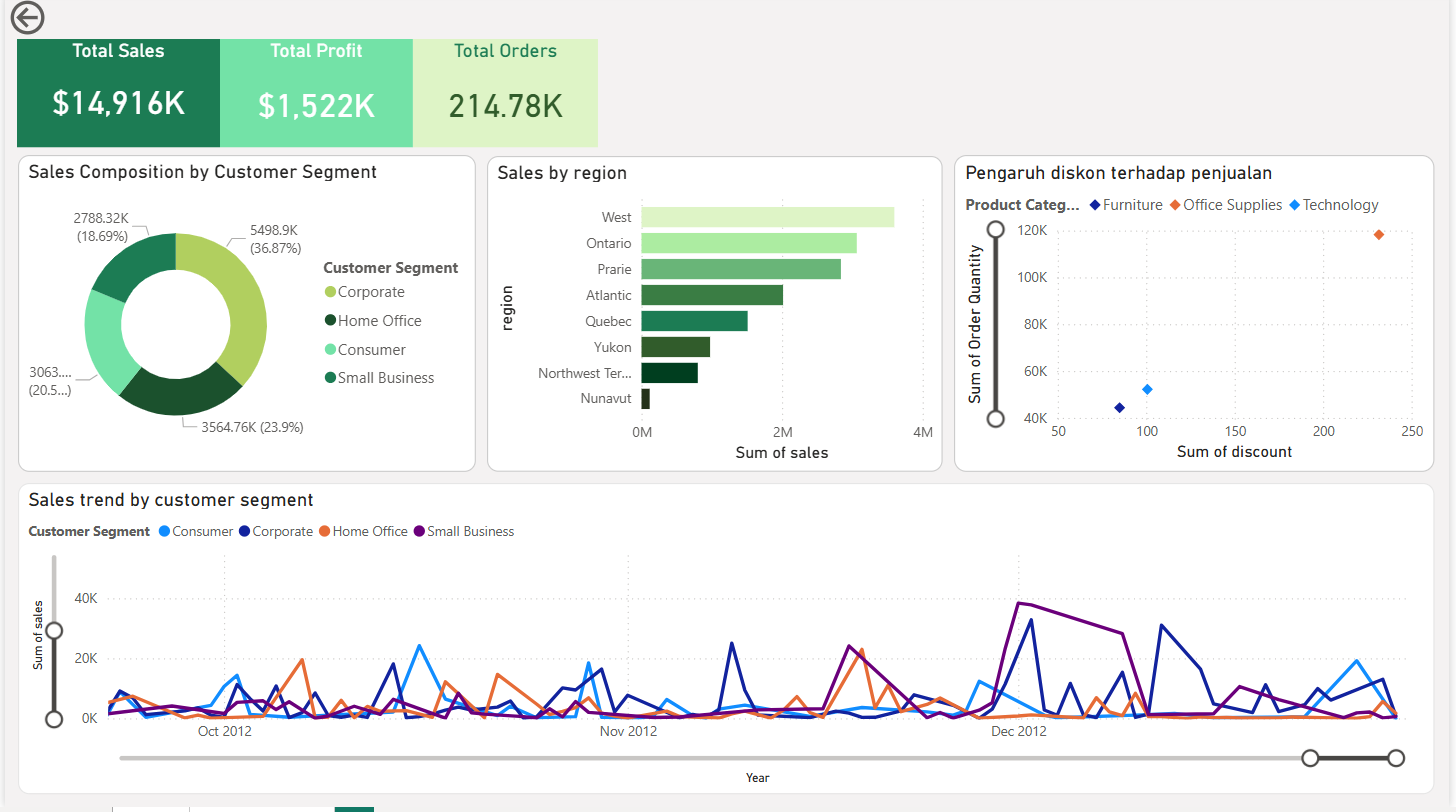 Total Sales
$14,916K
Total Profit
$1,522K
Total Orders
214.78K
Sales Composition by Customer Segment
2788.32K
(18.69%)
5498.9K
(36.87%)
3063....
(20.5...)
3564.76K (23.9%)
Customer Segment
Corporate
Home Office
Consumer
Small Business
Sales by region
region
West
Ontario
Prarie
Atlantic
Quebec
Yukon
Northwest Ter...
Nunavut
0M
2M
4M
Sum of sales
Pengaruh diskon terhadap penjualan
Product Categ... Furniture Office Supplies Technology
Sum of Order Quantity
120K
100K
80K
60K
40K
50
100
150
200
250
Sum of discount
Sales trend by customer segment
Customer Segment Consumer Corporate Home Office Small Business
Sum of sales
40K
20K
0K
Oct 2012
Nov 2012
Dec 2012
Year